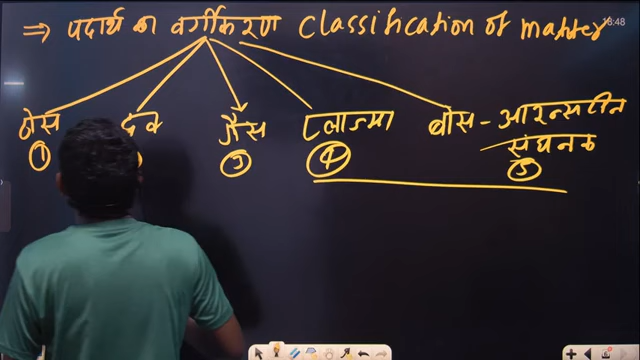 ⇒ पदार्थ का वर्गीकरण Classification of matter
18:48
ठोस द्रव गैस प्लाज्मा बोस - आइन्सटीन
संघनक
① ③ ④ ⑤